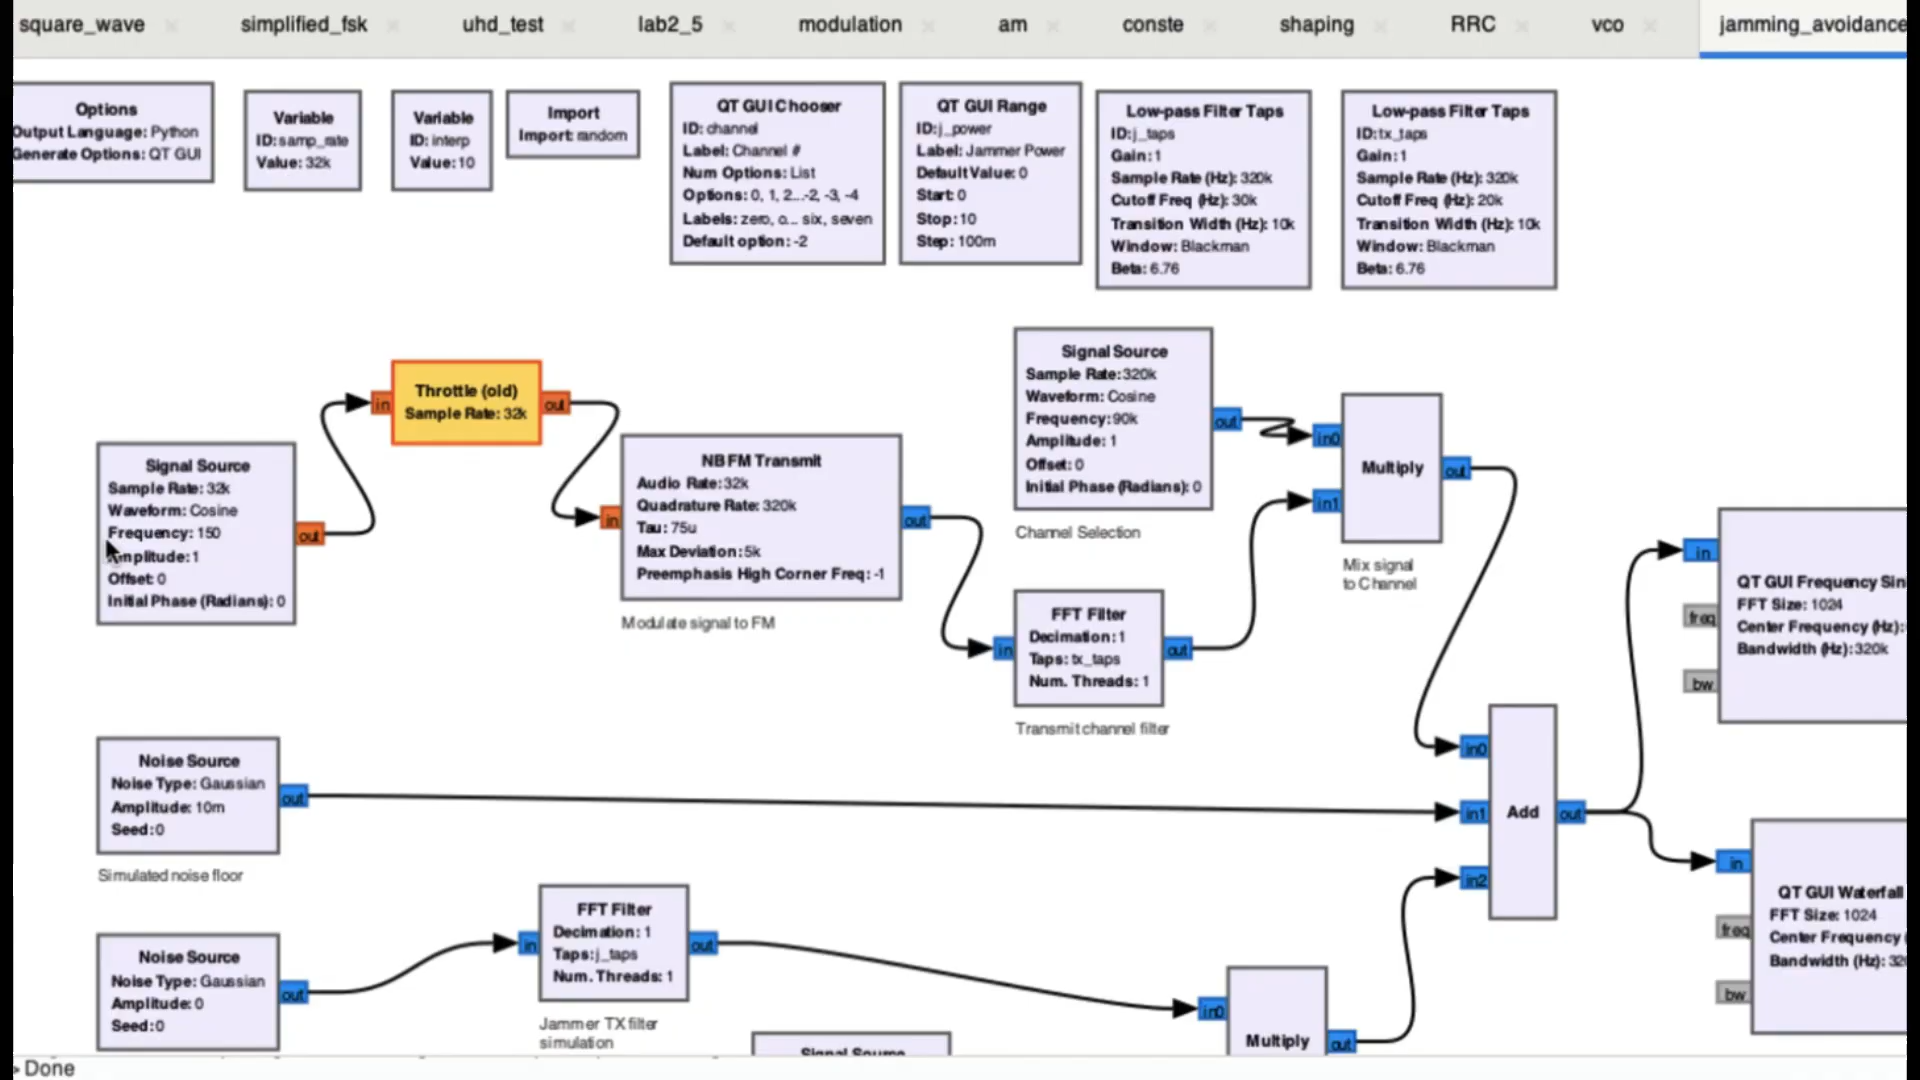 square_wave simplified_fsk uhd_test lab2_5 modulation am conste shaping RRC vco jamming_avoidance
Options
Output Language: Python
Generate Options: QT GUI
Variable
ID: samp_rate
Value: 32k
Variable
ID: interp
Value: 10
Import
Import: random
QT GUI Chooser
ID: channel
Label: Channel #
Num Options: List
Options: 0, 1, 2...-2, -3, -4
Labels: zero, o... six, seven
Default option: -2
QT GUI Range
ID: j_power
Label: Jammer Power
Default Value: 0
Start: 0
Stop: 10
Step: 100m
Low-pass Filter Taps
ID: j_taps
Gain: 1
Sample Rate (Hz): 320k
Cutoff Freq (Hz): 30k
Transition Width (Hz): 10k
Window: Blackman
Beta: 6.76
Low-pass Filter Taps
ID: tx_taps
Gain: 1
Sample Rate (Hz): 320k
Cutoff Freq (Hz): 20k
Transition Width (Hz): 10k
Window: Blackman
Beta: 6.76
Signal Source
Sample Rate: 32k
Waveform: Cosine
Frequency: 150
Amplitude: 1
Offset: 0
Initial Phase (Radians): 0
out
in
Throttle (old)
Sample Rate: 32k
out
in
NBFM Transmit
Audio Rate: 32k
Quadrature Rate: 320k
Tau: 75u
Max Deviation: 5k
Preemphasis High Corner Freq: -1
out
Modulate signal to FM
Signal Source
Sample Rate: 320k
Waveform: Cosine
Frequency: 90k
Amplitude: 1
Offset: 0
Initial Phase (Radians): 0
out
Channel Selection
in
FFT Filter
Decimation: 1
Taps: tx_taps
Num. Threads: 1
out
Transmit channel filter
in0
in1
Multiply
out
Mix signal
to Channel
Noise Source
Noise Type: Gaussian
Amplitude: 10m
Seed: 0
out
Simulated noise floor
in0
in1
in2
Add
out
in
freq
bw
QT GUI Frequency Sin
FFT Size: 1024
Center Frequency (Hz):
Bandwidth (Hz): 320k
in
freq
bw
QT GUI Waterfall
FFT Size: 1024
Center Frequency (
Bandwidth (Hz): 32
Noise Source
Noise Type: Gaussian
Amplitude: 0
Seed: 0
out
in
FFT Filter
Decimation: 1
Taps: j_taps
Num. Threads: 1
out
Jammer TX filter
simulation
Signal Source
in0
Multiply
out
> Done